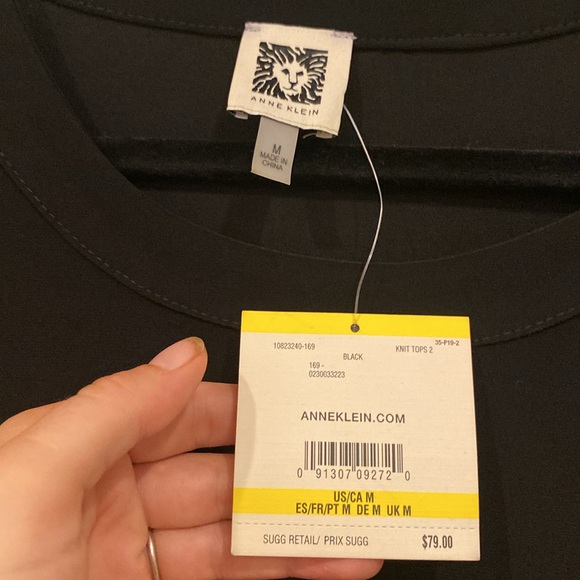 ANNE KLEIN
M
MADE IN
CHINA
10823240-169
BLACK
KNIT TOPS 2
35-P19-2
169 -
0230033223
ANNEKLEIN.COM
0 91307 09272 0
US/CA M
ES/FR/PT M DE M UK M
SUGG RETAIL/ PRIX SUGG $79.00